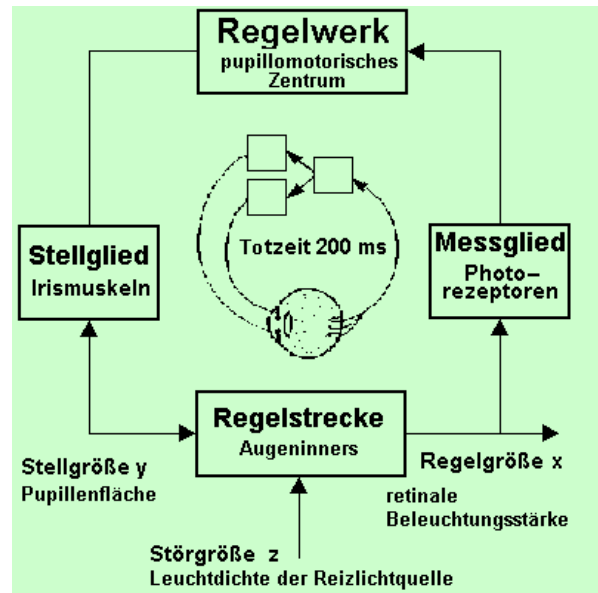 Regelwerk
pupillomotorisches
Zentrum
Totzeit 200 ms
Stellglied
Irismuskeln
Messglied
Photo–
rezeptoren
Regelstrecke
Augeninners
Stellgröße y
Pupillenfläche
Regelgröße x
retinale
Beleuchtungsstärke
Störgröße z
Leuchtdichte der Reizlichtquelle